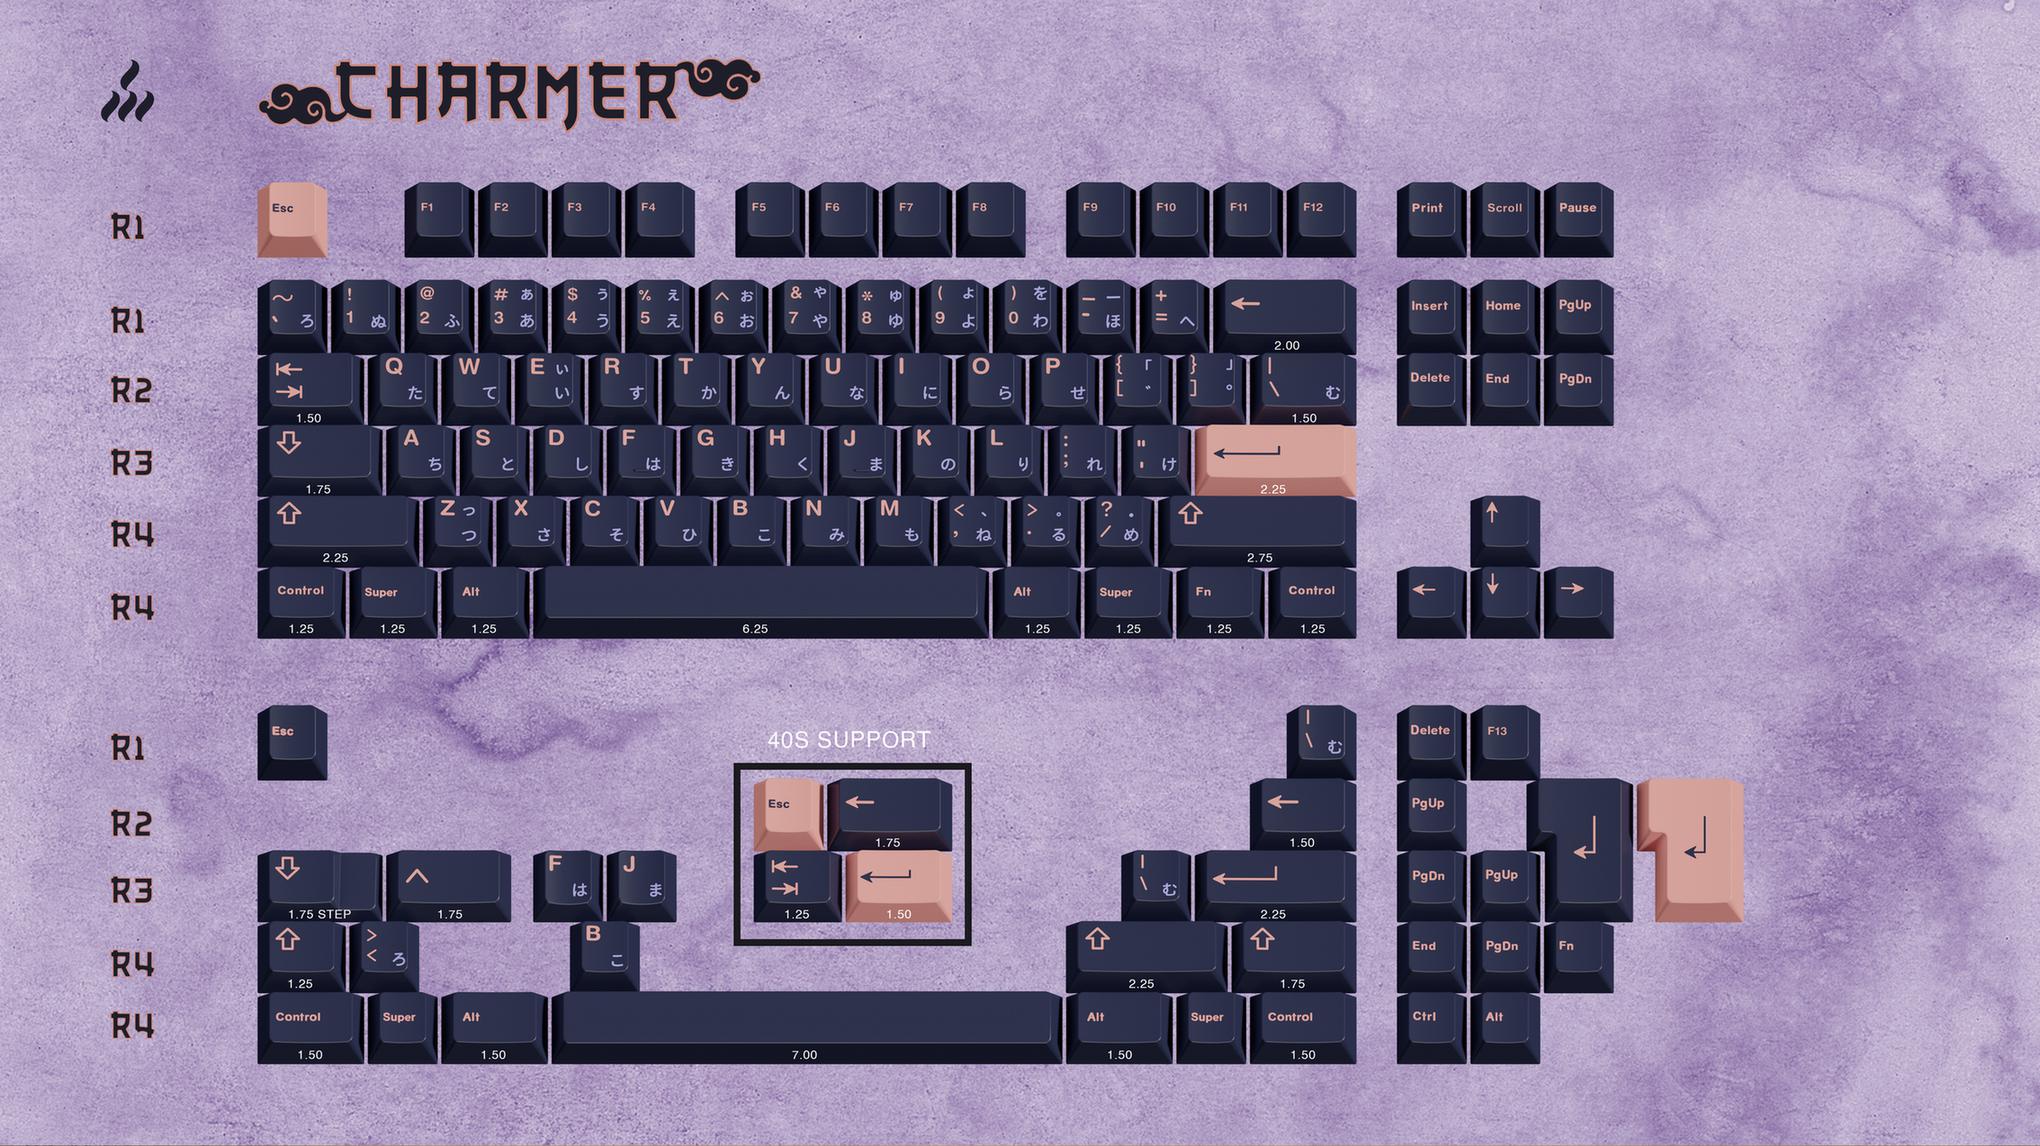 CHARMER
R1 Esc F1 F2 F3 F4 F5 F6 F7 F8 F9 F10 F11 F12 Print Scroll Pause
R1 ~ ` ろ ! 1 ぬ @ 2 ふ # ぁ 3 あ $ ぅ 4 う % ぇ 5 え ^ ぉ 6 お & ゃ 7 や * ゅ 8 ゆ ( ょ 9 よ ) を 0 わ _ ー - ほ + = へ ← 2.00 Insert Home PgUp
R2 ⇤ ⇥ 1.50 Q た W て E ぃ い R す T か Y ん U な I に O ら P せ { 「 [ ゛ } 」 ] ゜ | \ む 1.50 Delete End PgDn
R3 ⇩ 1.75 A ち S と D し F は G き H く J ま K の L り : ; れ " ' け ↵ 2.25
R4 ⇧ 2.25 Z っ つ X さ C そ V ひ B こ N み M も < 、 , ね > 。 . る ? ・ / め ⇧ 2.75 ↑
R4 Control 1.25 Super 1.25 Alt 1.25 6.25 Alt 1.25 Super 1.25 Fn 1.25 Control 1.25 ← ↓ →
R1 Esc | \ む Delete F13
40S SUPPORT
R2 Esc ← 1.75 ← 1.50 PgUp ↵ ↵
R3 ⇩ 1.75 STEP ^ 1.75 F は J ま ⇤ ⇥ 1.25 ↵ 1.50 | \ む ↵ 2.25 PgDn PgUp
R4 ⇧ 1.25 > < ろ B こ ⇧ 2.25 ⇧ 1.75 End PgDn Fn
R4 Control 1.50 Super Alt 1.50 7.00 Alt 1.50 Super Control 1.50 Ctrl Alt